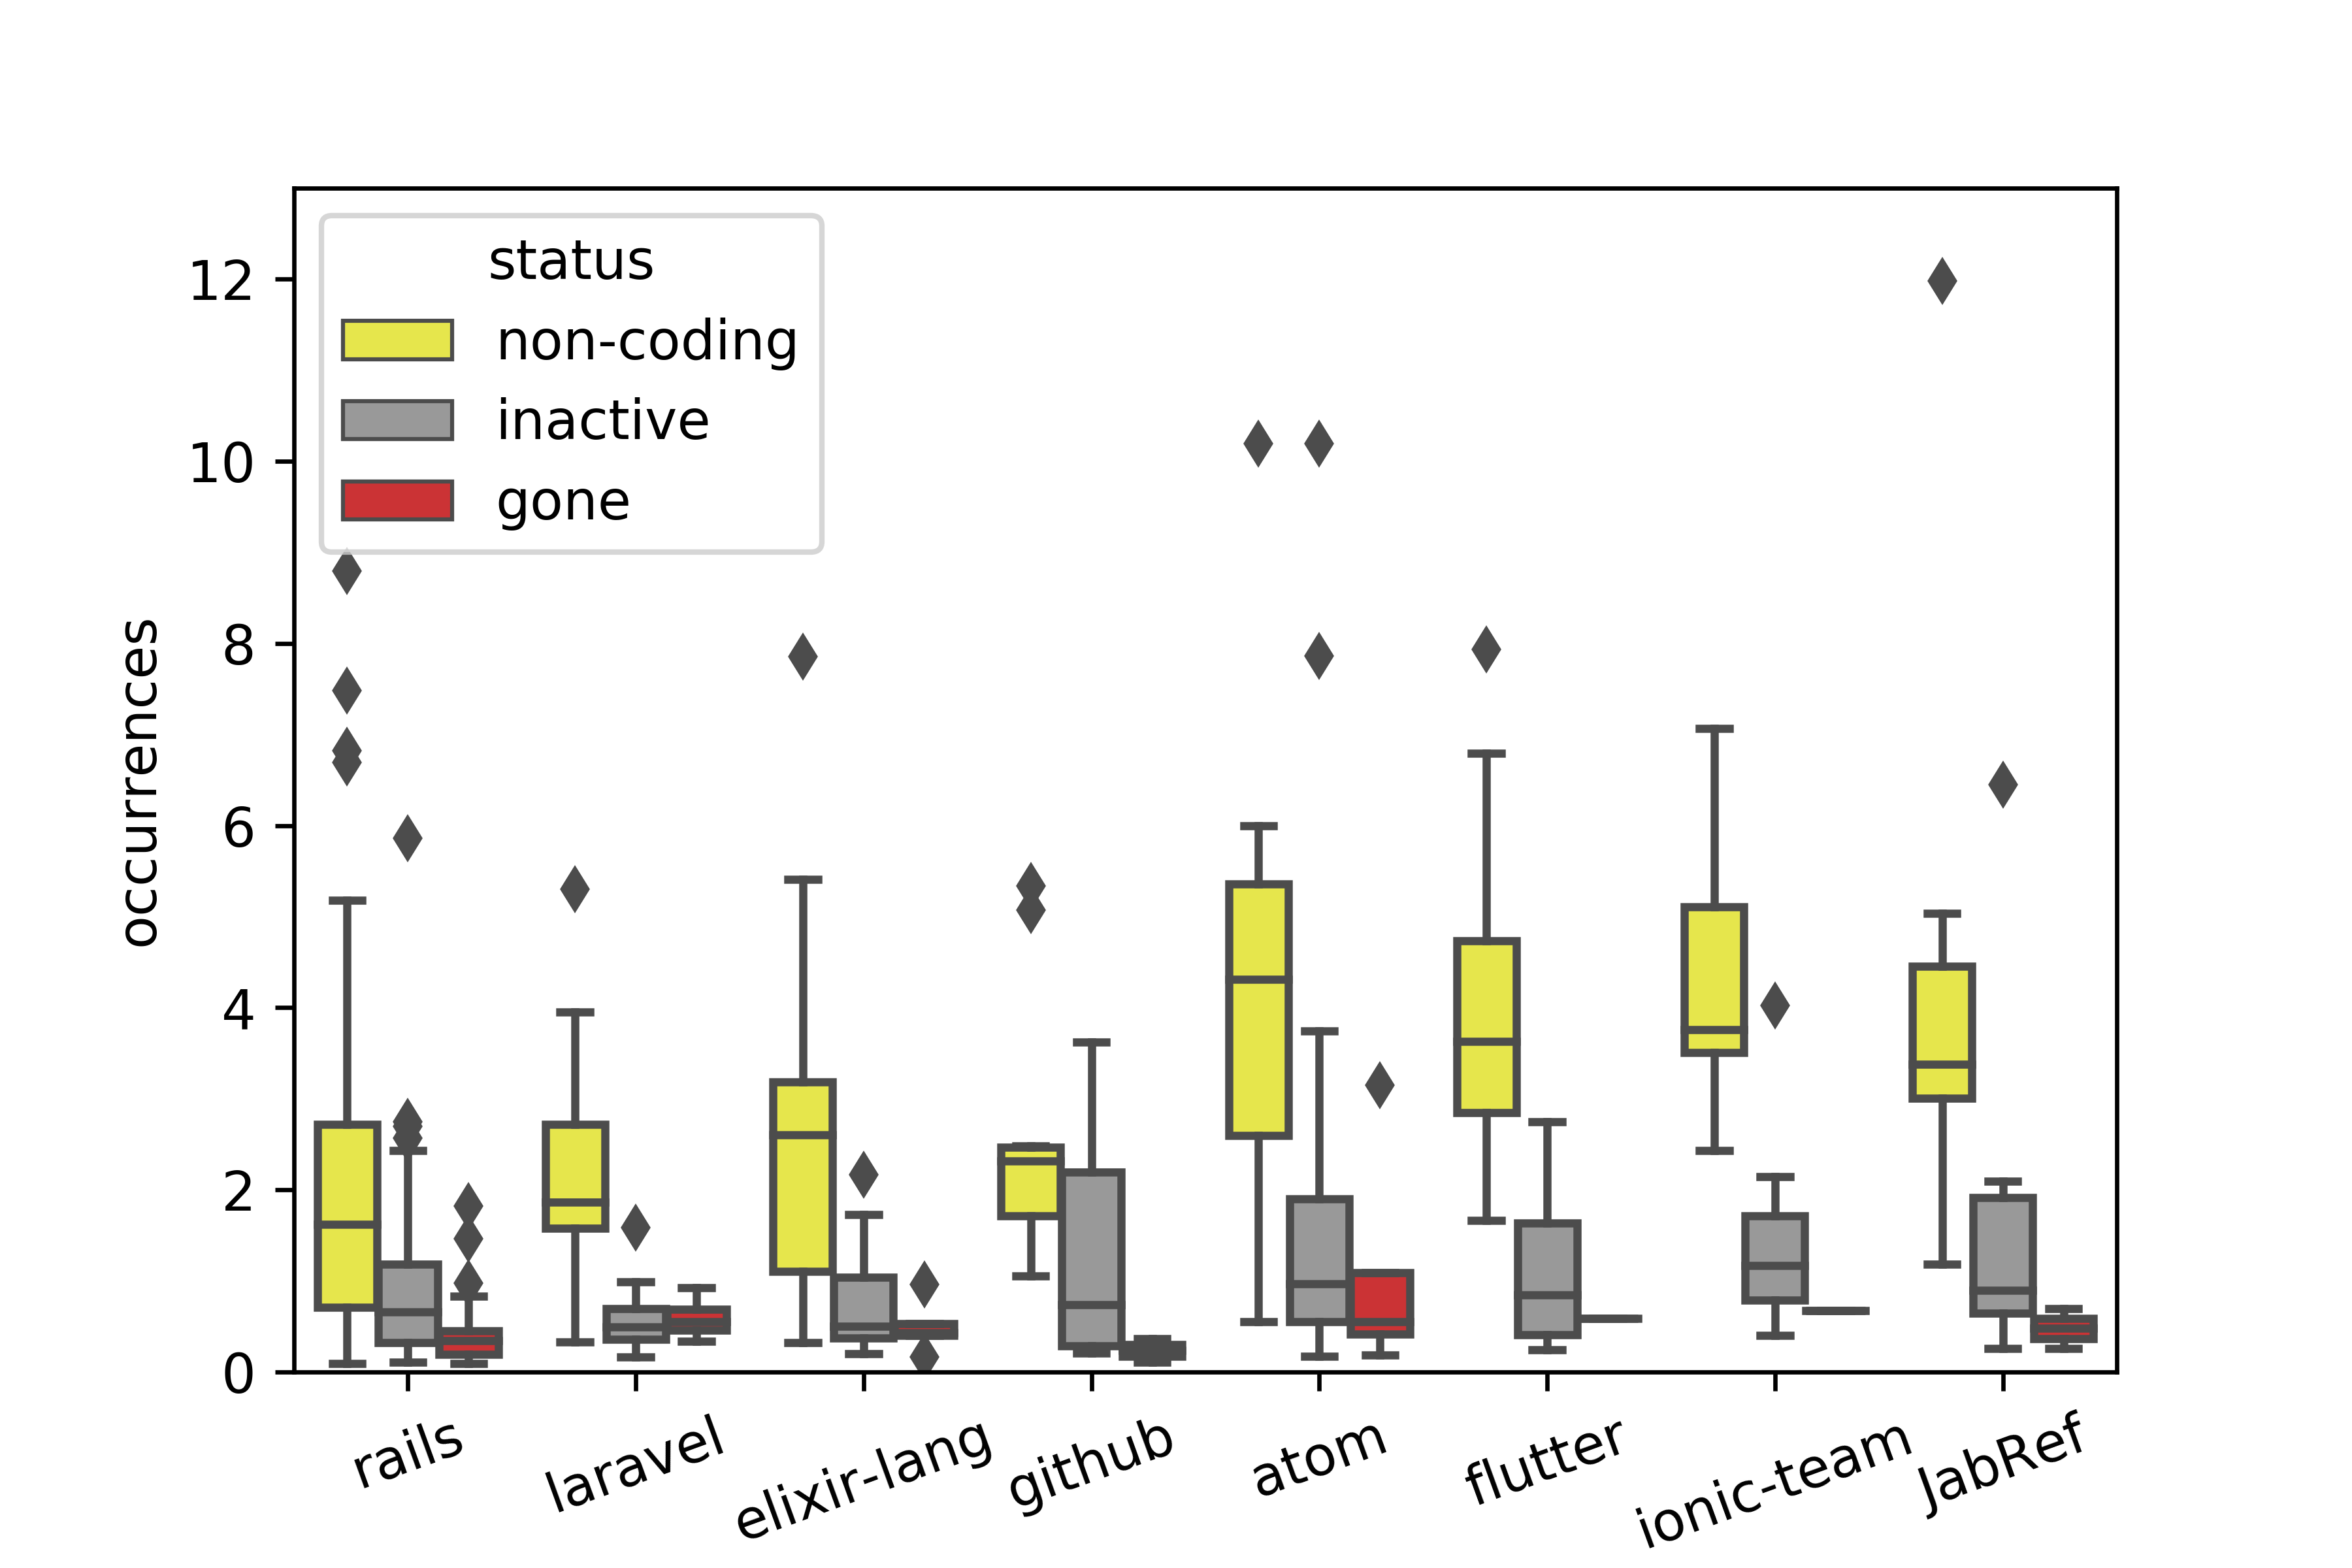 status
non-coding
inactive
gone
12
10
8
6
4
2
0
occurrences
rails
laravel
elixir-lang
github
atom
flutter
ionic-team
JabRef